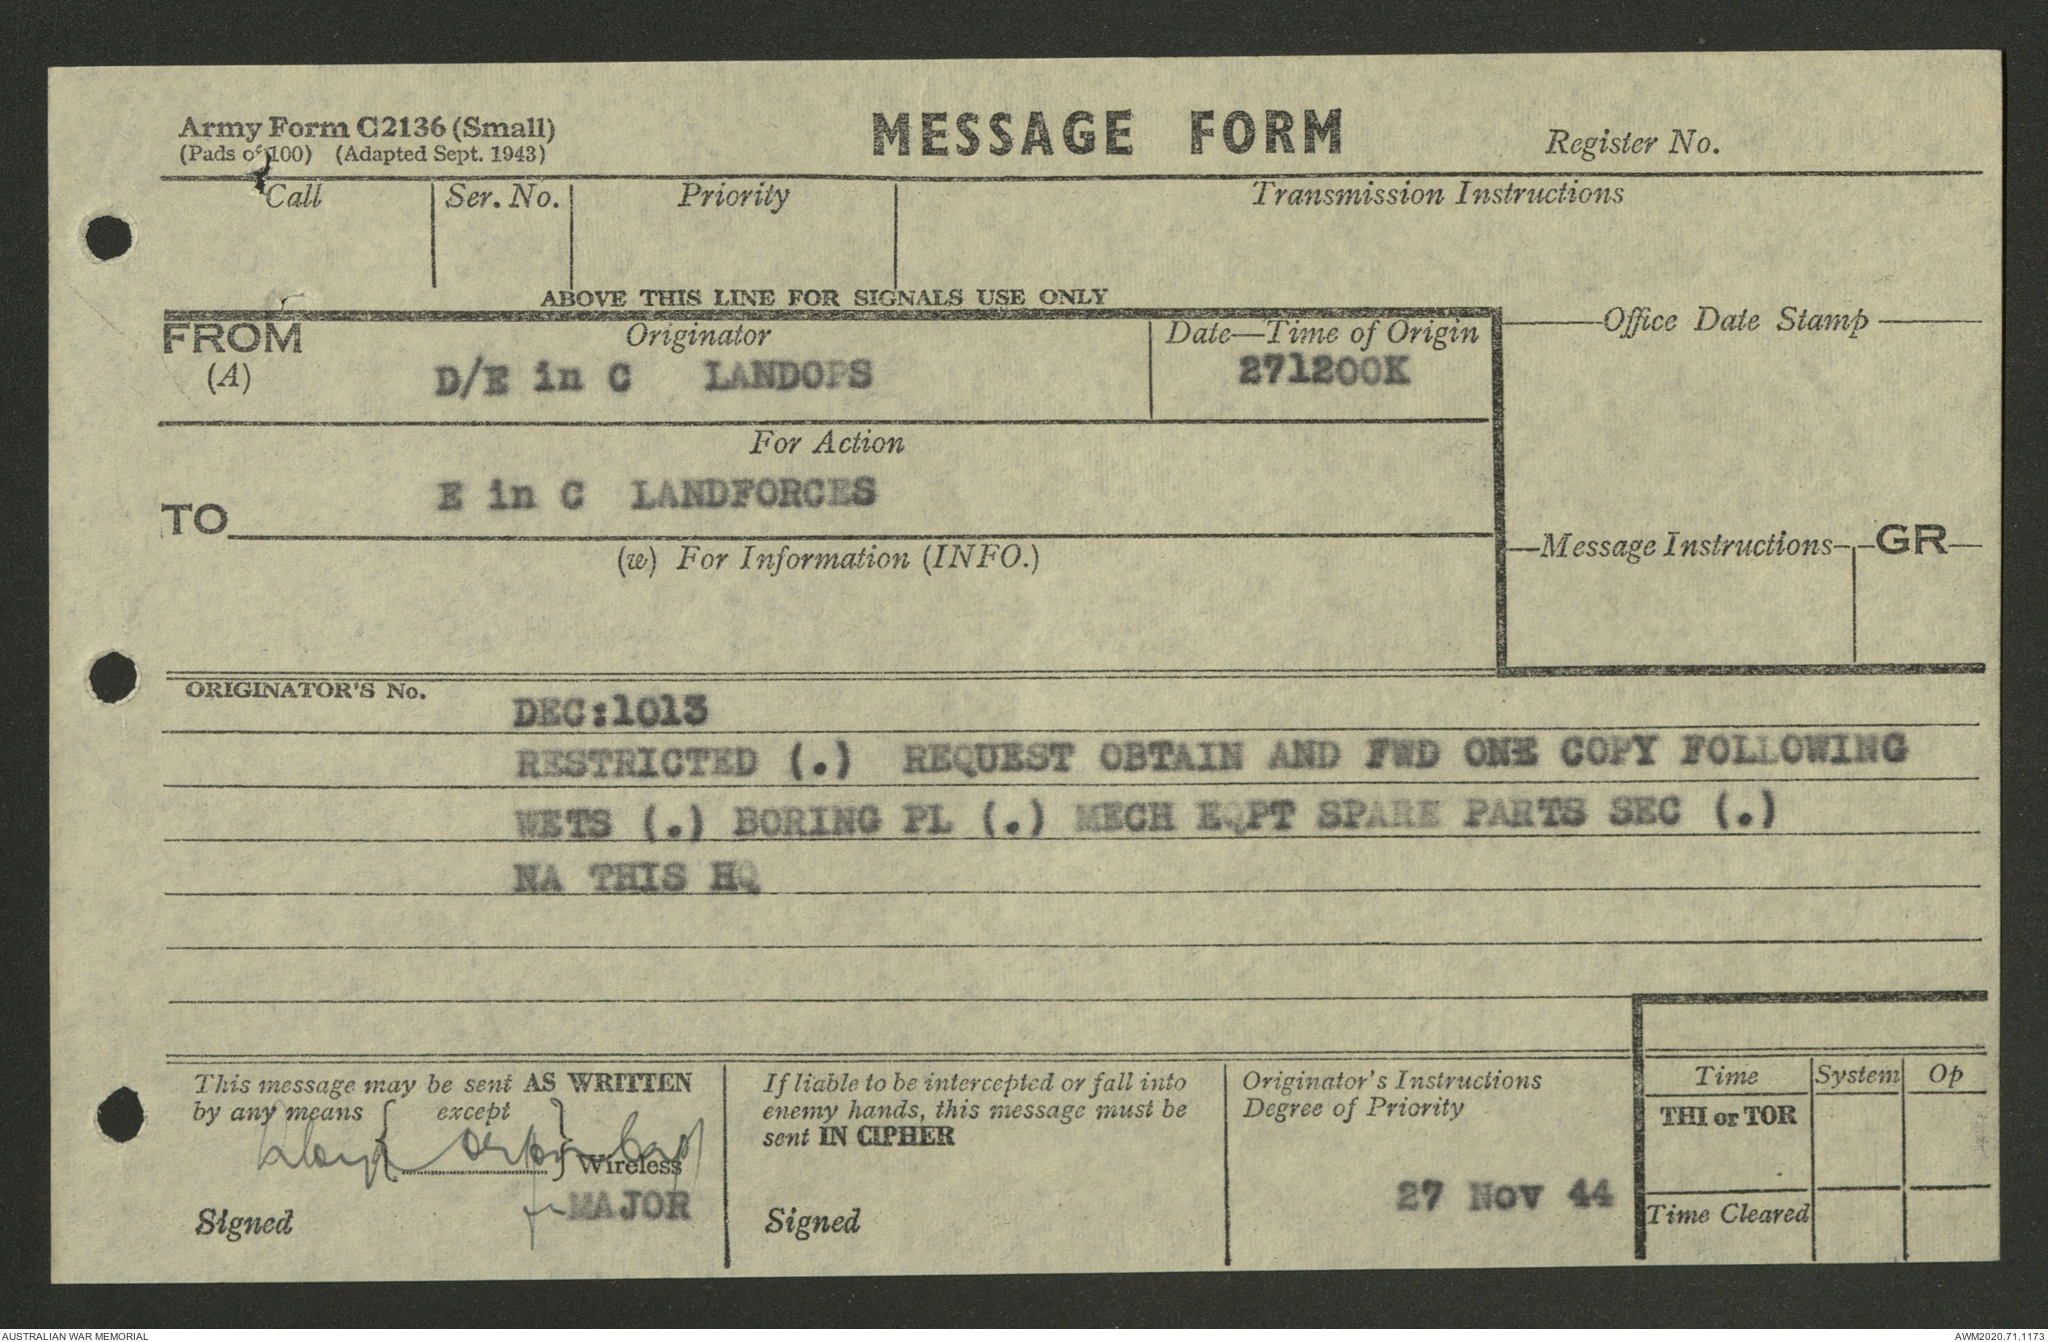 Army Form C2136 (Small)
(Pads of 100) (Adapted Sept. 1943)
MESSAGE FORM
Register No.
Call
Ser. No.
Priority
Transmission Instructions
ABOVE THIS LINE FOR SIGNALS USE ONLY
FROM
(A)
Originator
D/E in C LANDOPS
Date—Time of Origin
271200K
Office Date Stamp
For Action
E in C LANDFORCES
TO
(w) For Information (INFO.)
Message Instructions
GR
ORIGINATOR'S No.
DEC:1013
RESTRICTED (.) REQUEST OBTAIN AND FWD ONE COPY FOLLOWING
WETS (.) BORING PL (.) MECH EQPT SPARE PARTS SEC (.)
NA THIS HQ
This message may be sent AS WRITTEN
by any means { except }
Wireless
MAJOR
Signed
If liable to be intercepted or fall into
enemy hands, this message must be
sent IN CIPHER
Signed
Originator's Instructions
Degree of Priority
27 Nov 44
Time
System
Op
THI or TOR
Time Cleared
AUSTRALIAN WAR MEMORIAL
AWM2020.71.1173